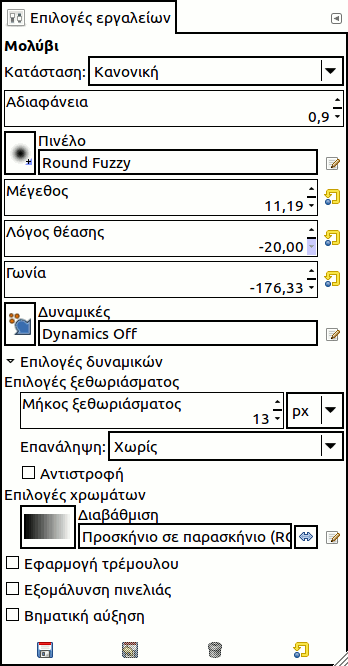 Επιλογές εργαλείων
Μολύβι
Κατάσταση: Κανονική
Αδιαφάνεια
0,9
Πινέλο
Round Fuzzy
Μέγεθος
11,19
Λόγος θέασης
-20,00
Γωνία
-176,33
Δυναμικές
Dynamics Off
Επιλογές δυναμικών
Επιλογές ξεθωριάσματος
Μήκος ξεθωριάσματος
13 px
Επανάληψη: Χωρίς
Αντιστροφή
Επιλογές χρωμάτων
Διαβάθμιση
Προσκήνιο σε παρασκήνιο (RG
Εφαρμογή τρέμουλου
Εξομάλυνση πινελιάς
Βηματική αύξηση